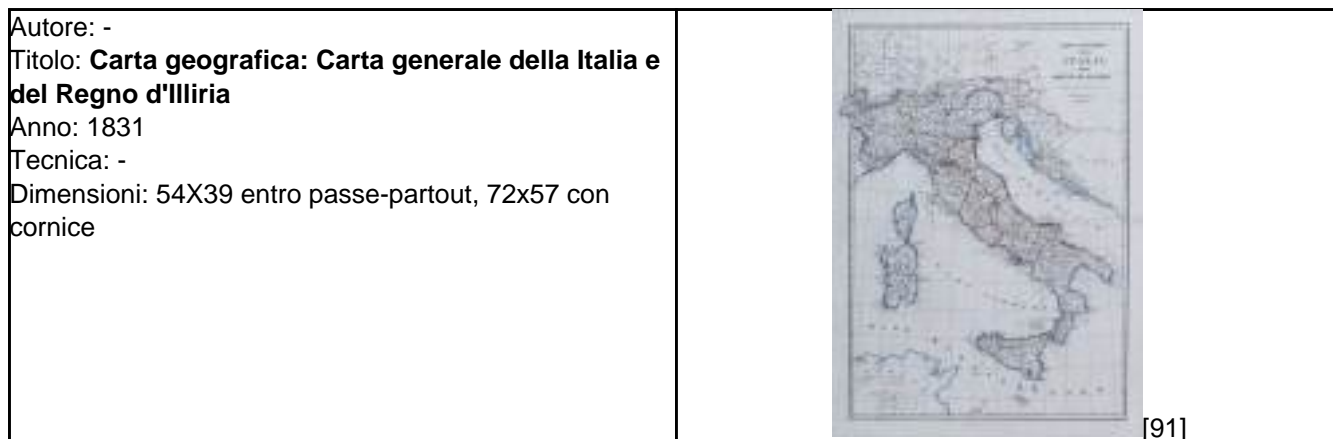 Autore: -
Titolo: Carta geografica: Carta generale della Italia e
del Regno d'Illiria
Anno: 1831
Tecnica: -
Dimensioni: 54X39 entro passe-partout, 72x57 con
cornice
ITALIA
[91]